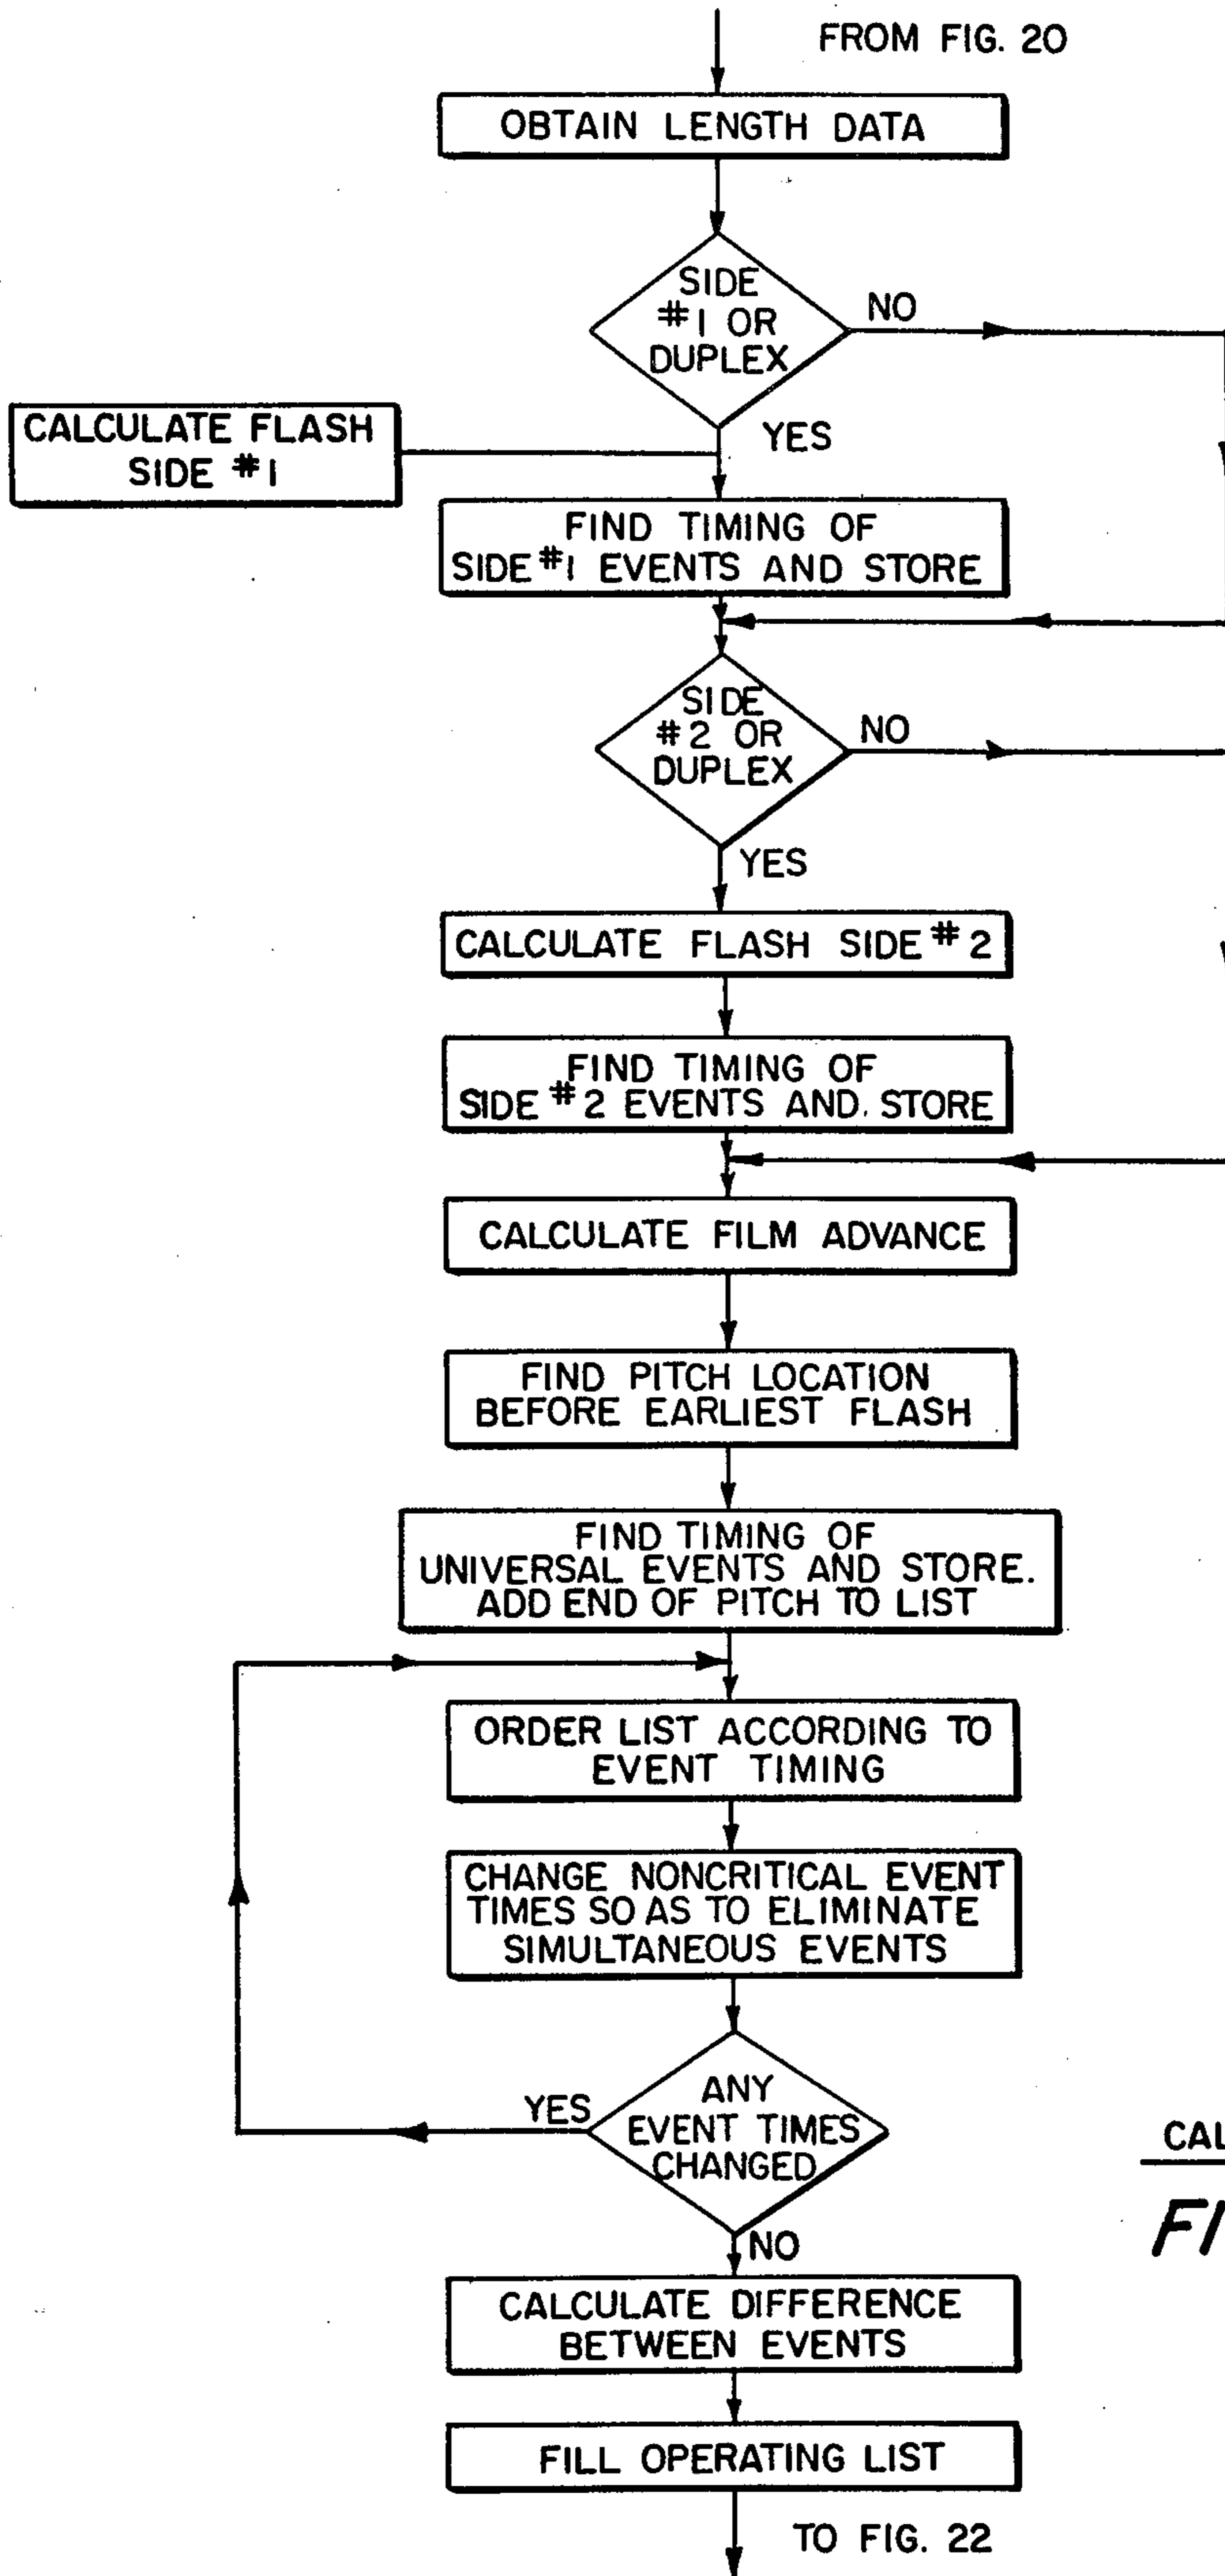 FROM FIG. 20
OBTAIN LENGTH DATA
SIDE
#1 OR
DUPLEX
NO
YES
CALCULATE FLASH
SIDE #1
FIND TIMING OF
SIDE #1 EVENTS AND STORE
SIDE
#2 OR
DUPLEX
NO
YES
CALCULATE FLASH SIDE #2
FIND TIMING OF
SIDE #2 EVENTS AND STORE
CALCULATE FILM ADVANCE
FIND PITCH LOCATION
BEFORE EARLIEST FLASH
FIND TIMING OF
UNIVERSAL EVENTS AND STORE.
ADD END OF PITCH TO LIST
ORDER LIST ACCORDING TO
EVENT TIMING
CHANGE NONCRITICAL EVENT
TIMES SO AS TO ELIMINATE
SIMULTANEOUS EVENTS
ANY
EVENT TIMES
CHANGED
YES
NO
CALCULATE DIFFERENCE
BETWEEN EVENTS
FILL OPERATING LIST
TO FIG. 22